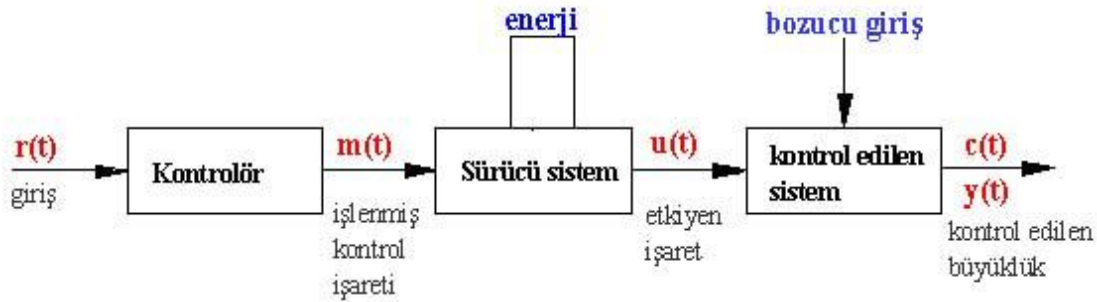 enerji
bozucu giriş
r(t)
giriş
Kontrolör
m(t)
işlenmiş
kontrol
işareti
Sürücü sistem
u(t)
etkiyen
işaret
kontrol edilen
sistem
c(t)
y(t)
kontrol edilen
büyüklük